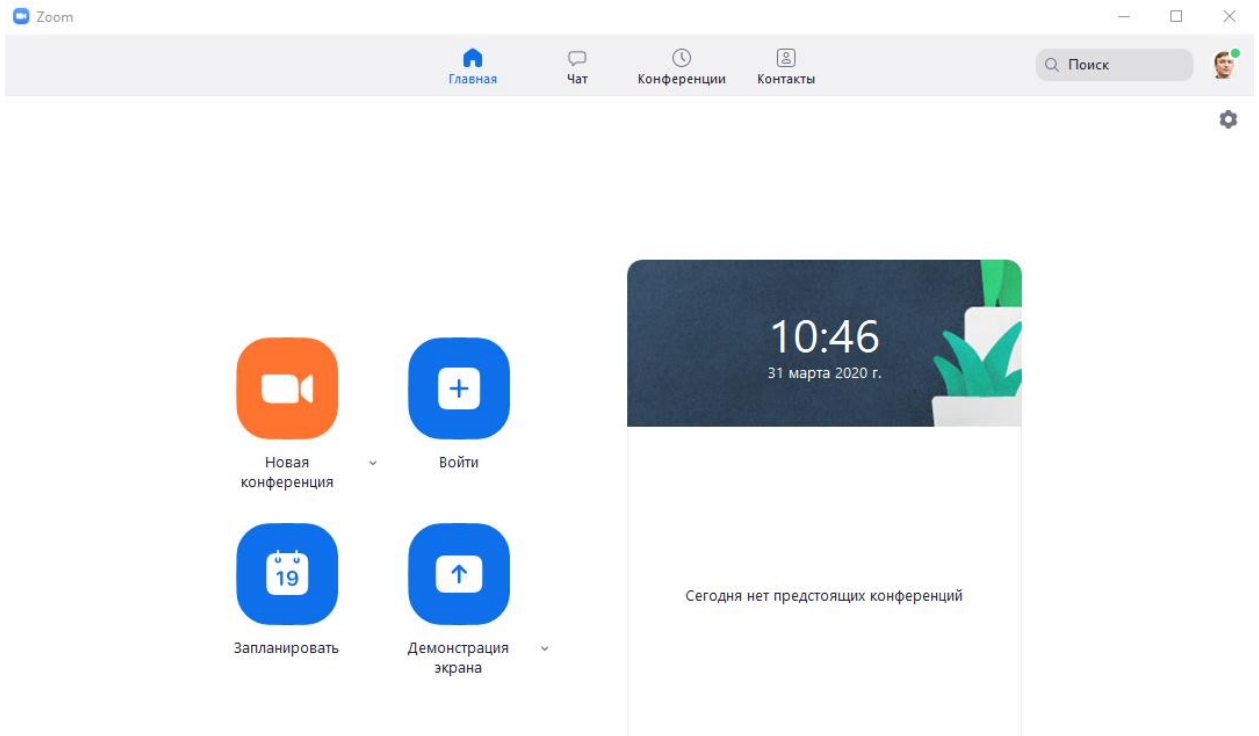 Zoom
Главная
Чат
Конференции
Контакты
Поиск
10:46
31 марта 2020 г.
Новая
конференция
Войти
19
Запланировать
Демонстрация
экрана
Сегодня нет предстоящих конференций